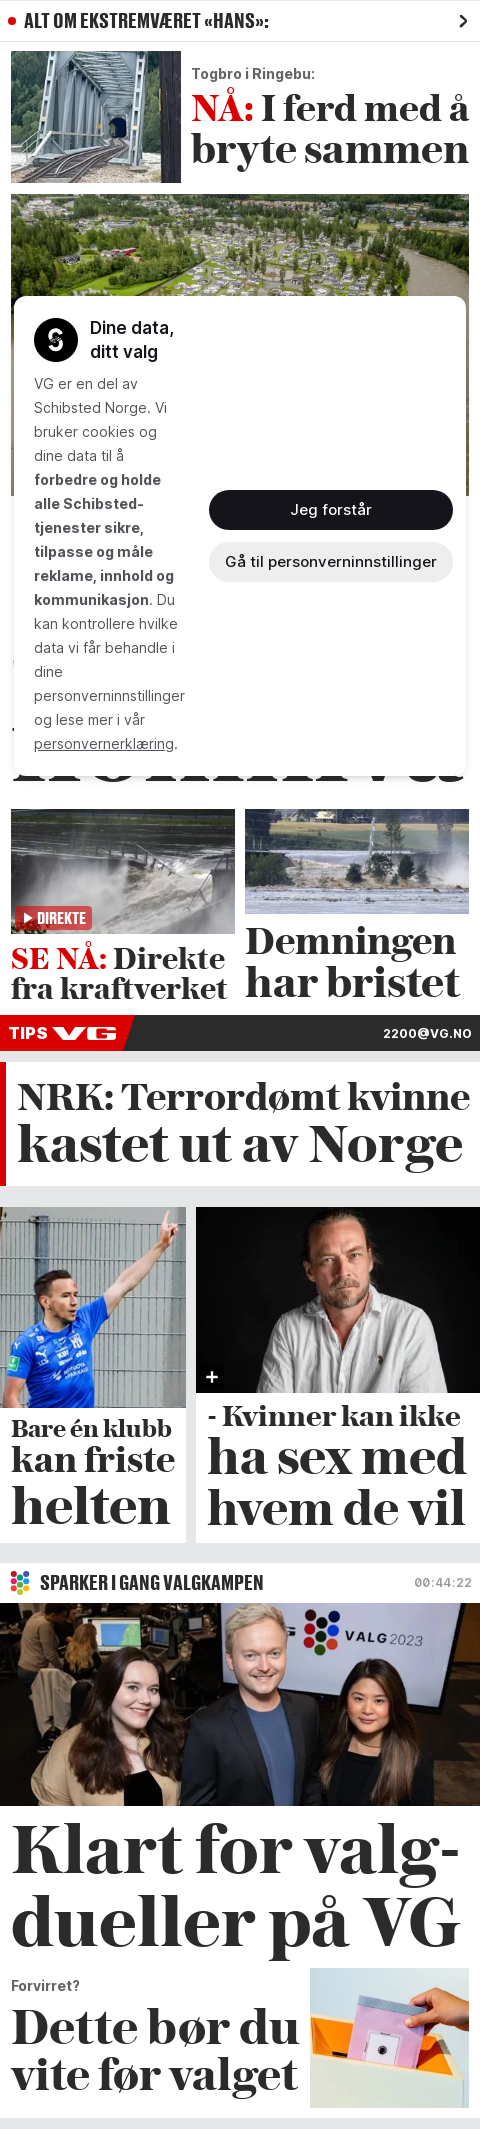 ALT OM EKSTREMVÆRET «HANS»:
Togbro i Ringebu:
NÅ: I ferd med å
bryte sammen
Dine data,
ditt valg
VG er en del av
Schibsted Norge. Vi
bruker cookies og
dine data til å
forbedre og holde
alle Schibsted-
tjenester sikre,
tilpasse og måle
reklame, innhold og
kommunikasjon. Du
kan kontrollere hvilke
data vi får behandle i
dine
personverninnstillinger
og lese mer i vår
personvernerklæring.
Jeg forstår
Gå til personverninnstillinger
DIREKTE
SE NÅ: Direkte
fra kraftverket
Demningen
har bristet
TIPS VG
2200@VG.NO
NRK: Terrordømt kvinne
kastet ut av Norge
Bare én klubb
kan friste
helten
- Kvinner kan ikke
ha sex med
hvem de vil
SPARKER I GANG VALGKAMPEN
00:44:22
VALG2023
Klart for valg-
dueller på VG
Forvirret?
Dette bør du
vite før valget